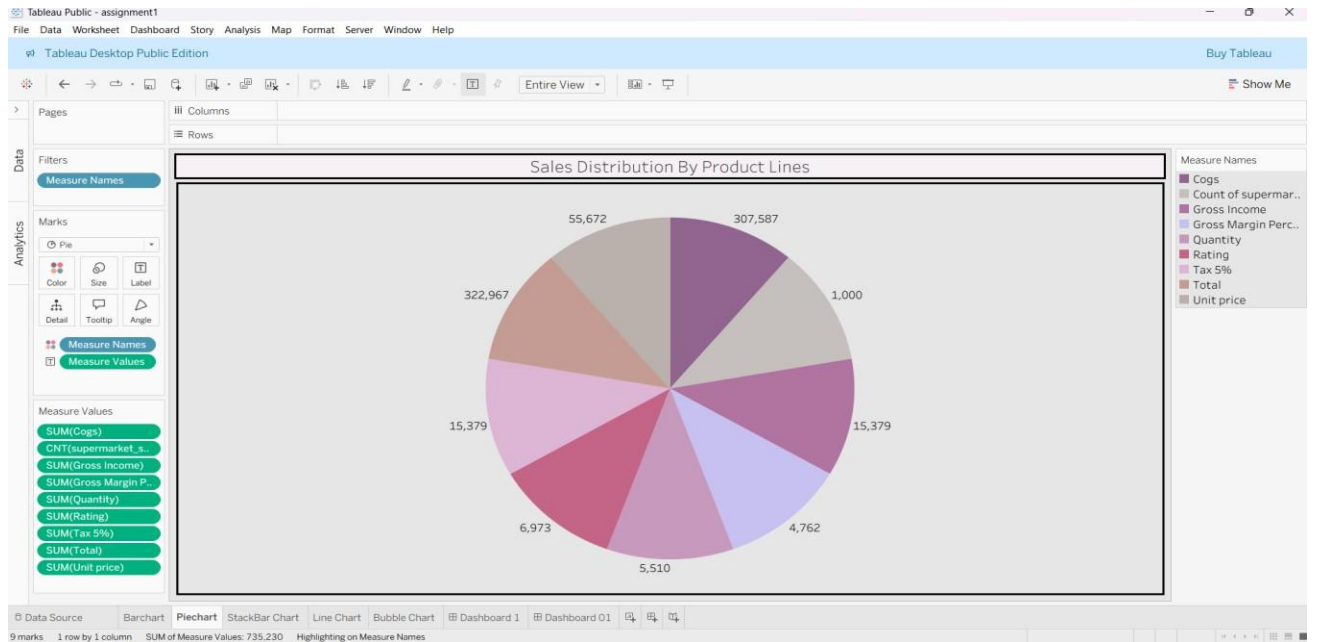 Tableau Public - assignment1
File Data Worksheet Dashboard Story Analysis Map Format Server Window Help
Tableau Desktop Public Edition
Buy Tableau
Entire View
Show Me
Pages
Columns
Rows
Data
Analytics
Filters
Measure Names
Marks
Pie
Color Size Label
Detail Tooltip Angle
Measure Names
Measure Values
Measure Values
SUM(Cogs)
CNT(supermarket_s..
SUM(Gross Income)
SUM(Gross Margin P..
SUM(Quantity)
SUM(Rating)
SUM(Tax 5%)
SUM(Total)
SUM(Unit price)
Sales Distribution By Product Lines
55,672 307,587
322,967 1,000
15,379 15,379
6,973 4,762
5,510
Measure Names
Cogs
Count of supermar..
Gross Income
Gross Margin Perc..
Quantity
Rating
Tax 5%
Total
Unit price
Data Source Barchart Piechart StackBar Chart Line Chart Bubble Chart Dashboard 1 Dashboard 01
9 marks 1 row by 1 column SUM of Measure Values: 735,230 Highlighting on Measure Names